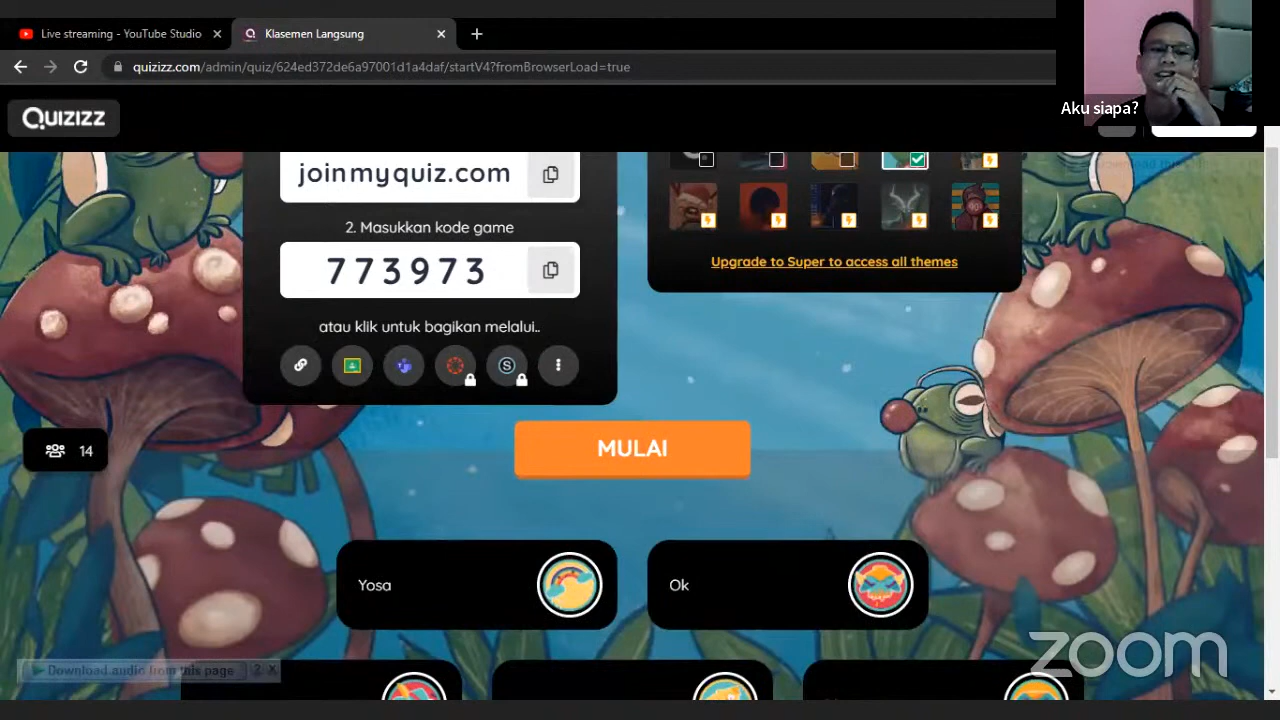 Live streaming - YouTube Studio
Klasemen Langsung
quizizz.com/admin/quiz/624ed372de6a97001d1a4daf/startV4?fromBrowserLoad=true
Aku siapa?
QUIZIZZ
joinmyquiz.com
2. Masukkan kode game
773973
atau klik untuk bagikan melalui..
Upgrade to Super to access all themes
14
MULAI
Yosa
Ok
Download audio from this page
? X
zoom